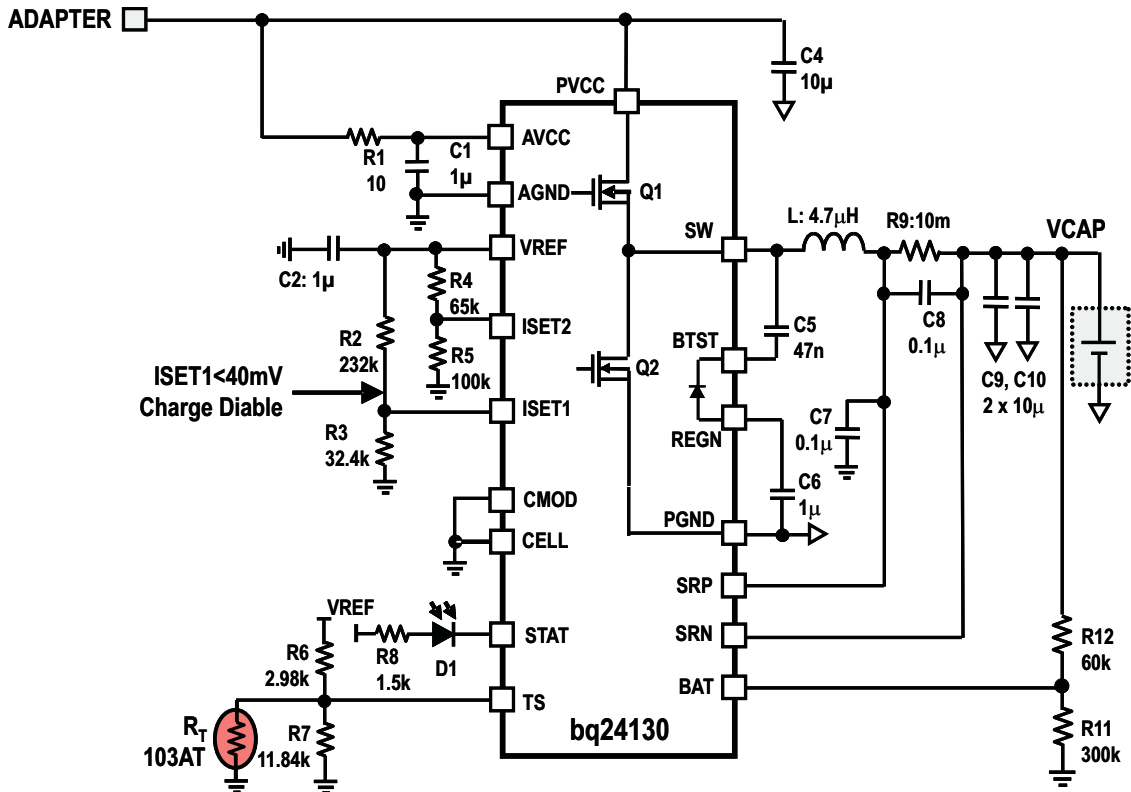 ADAPTER
C4
10µ
PVCC
AVCC
R1
10
C1
1µ
AGND
Q1
SW
L: 4.7µH
R9:10m
VCAP
VREF
C2: 1µ
R4
65k
ISET2
R2
232k
R5
100k
ISET1<40mV
Charge Diable
ISET1
R3
32.4k
Q2
BTST
C5
47n
REGN
C8
0.1µ
C9, C10
2 x 10µ
C7
0.1µ
C6
1µ
CMOD
CELL
PGND
SRP
VREF
STAT
SRN
R6
2.98k
R8
1.5k
D1
R12
60k
BAT
TS
RT
103AT
R7
11.84k
bq24130
R11
300k